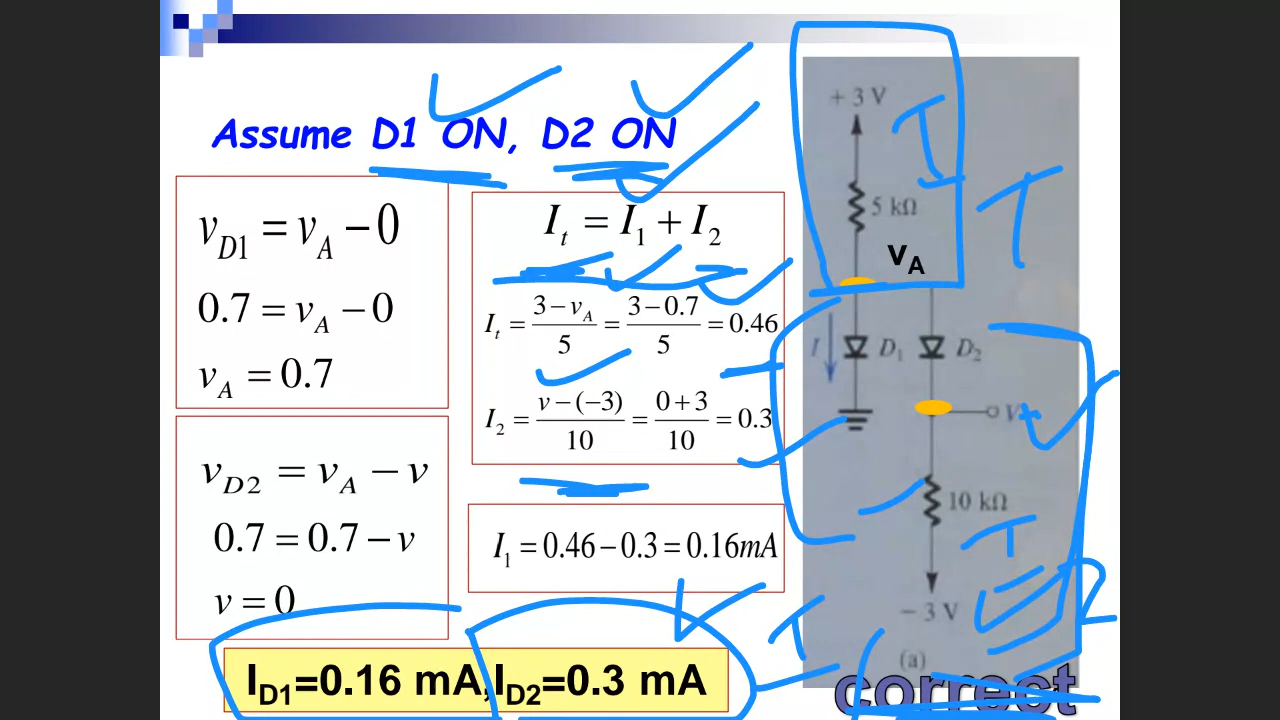 Assume D1 ON, D2 ON
v_D1 = v_A − 0
0.7 = v_A − 0
v_A = 0.7
v_D2 = v_A − v
0.7 = 0.7 − v
v = 0
I_t = I_1 + I_2
I_t = (3 − v_A)/5 = (3 − 0.7)/5 = 0.46
I_2 = (v − (−3))/10 = (0 + 3)/10 = 0.3
I_1 = 0.46 − 0.3 = 0.16mA
I_D1=0.16 mA,I_D2=0.3 mA
+ 3 V
I
T
5 kΩ
v_A
I
D_1
D_2
V
10 kΩ
− 3 V
(a)
correct